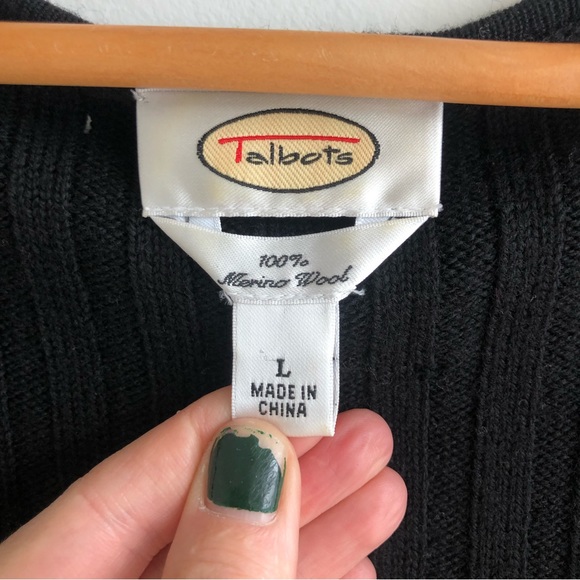 Talbots
100%
Merino Wool
L
MADE IN
CHINA